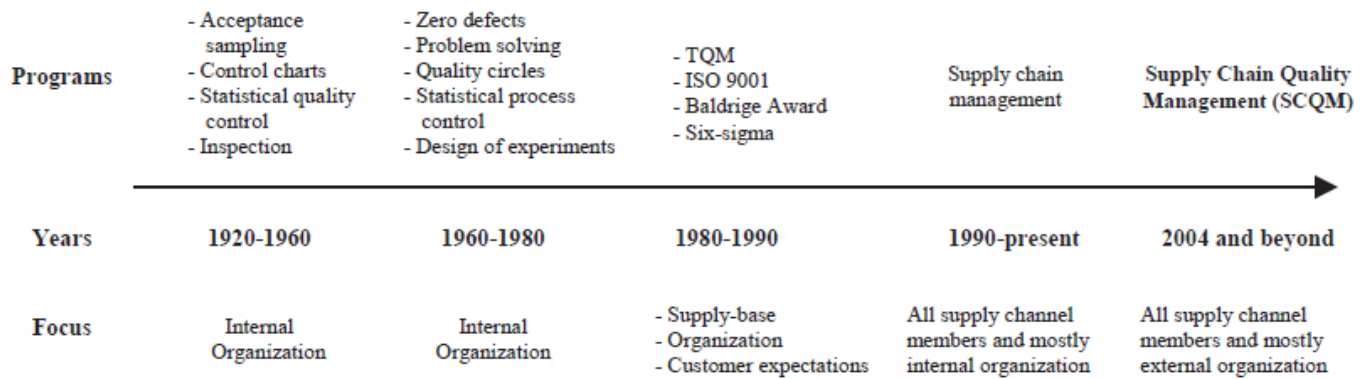 Programs
- Acceptance
sampling
- Control charts
- Statistical quality
control
- Inspection
- Zero defects
- Problem solving
- Quality circles
- Statistical process
control
- Design of experiments
- TQM
- ISO 9001
- Baldrige Award
- Six-sigma
Supply chain
management
Supply Chain Quality
Management (SCQM)
Years
1920-1960
1960-1980
1980-1990
1990-present
2004 and beyond
Focus
Internal
Organization
Internal
Organization
- Supply-base
- Organization
- Customer expectations
All supply channel
members and mostly
internal organization
All supply channel
members and mostly
external organization